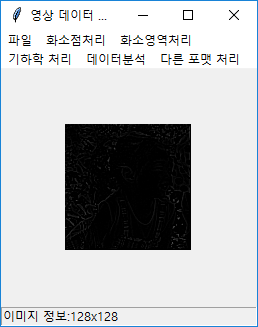 영상 데이터 ...
파일 화소점처리 화소영역처리
기하학 처리 데이터분석 다른 포맷 처리
이미지 정보:128x128